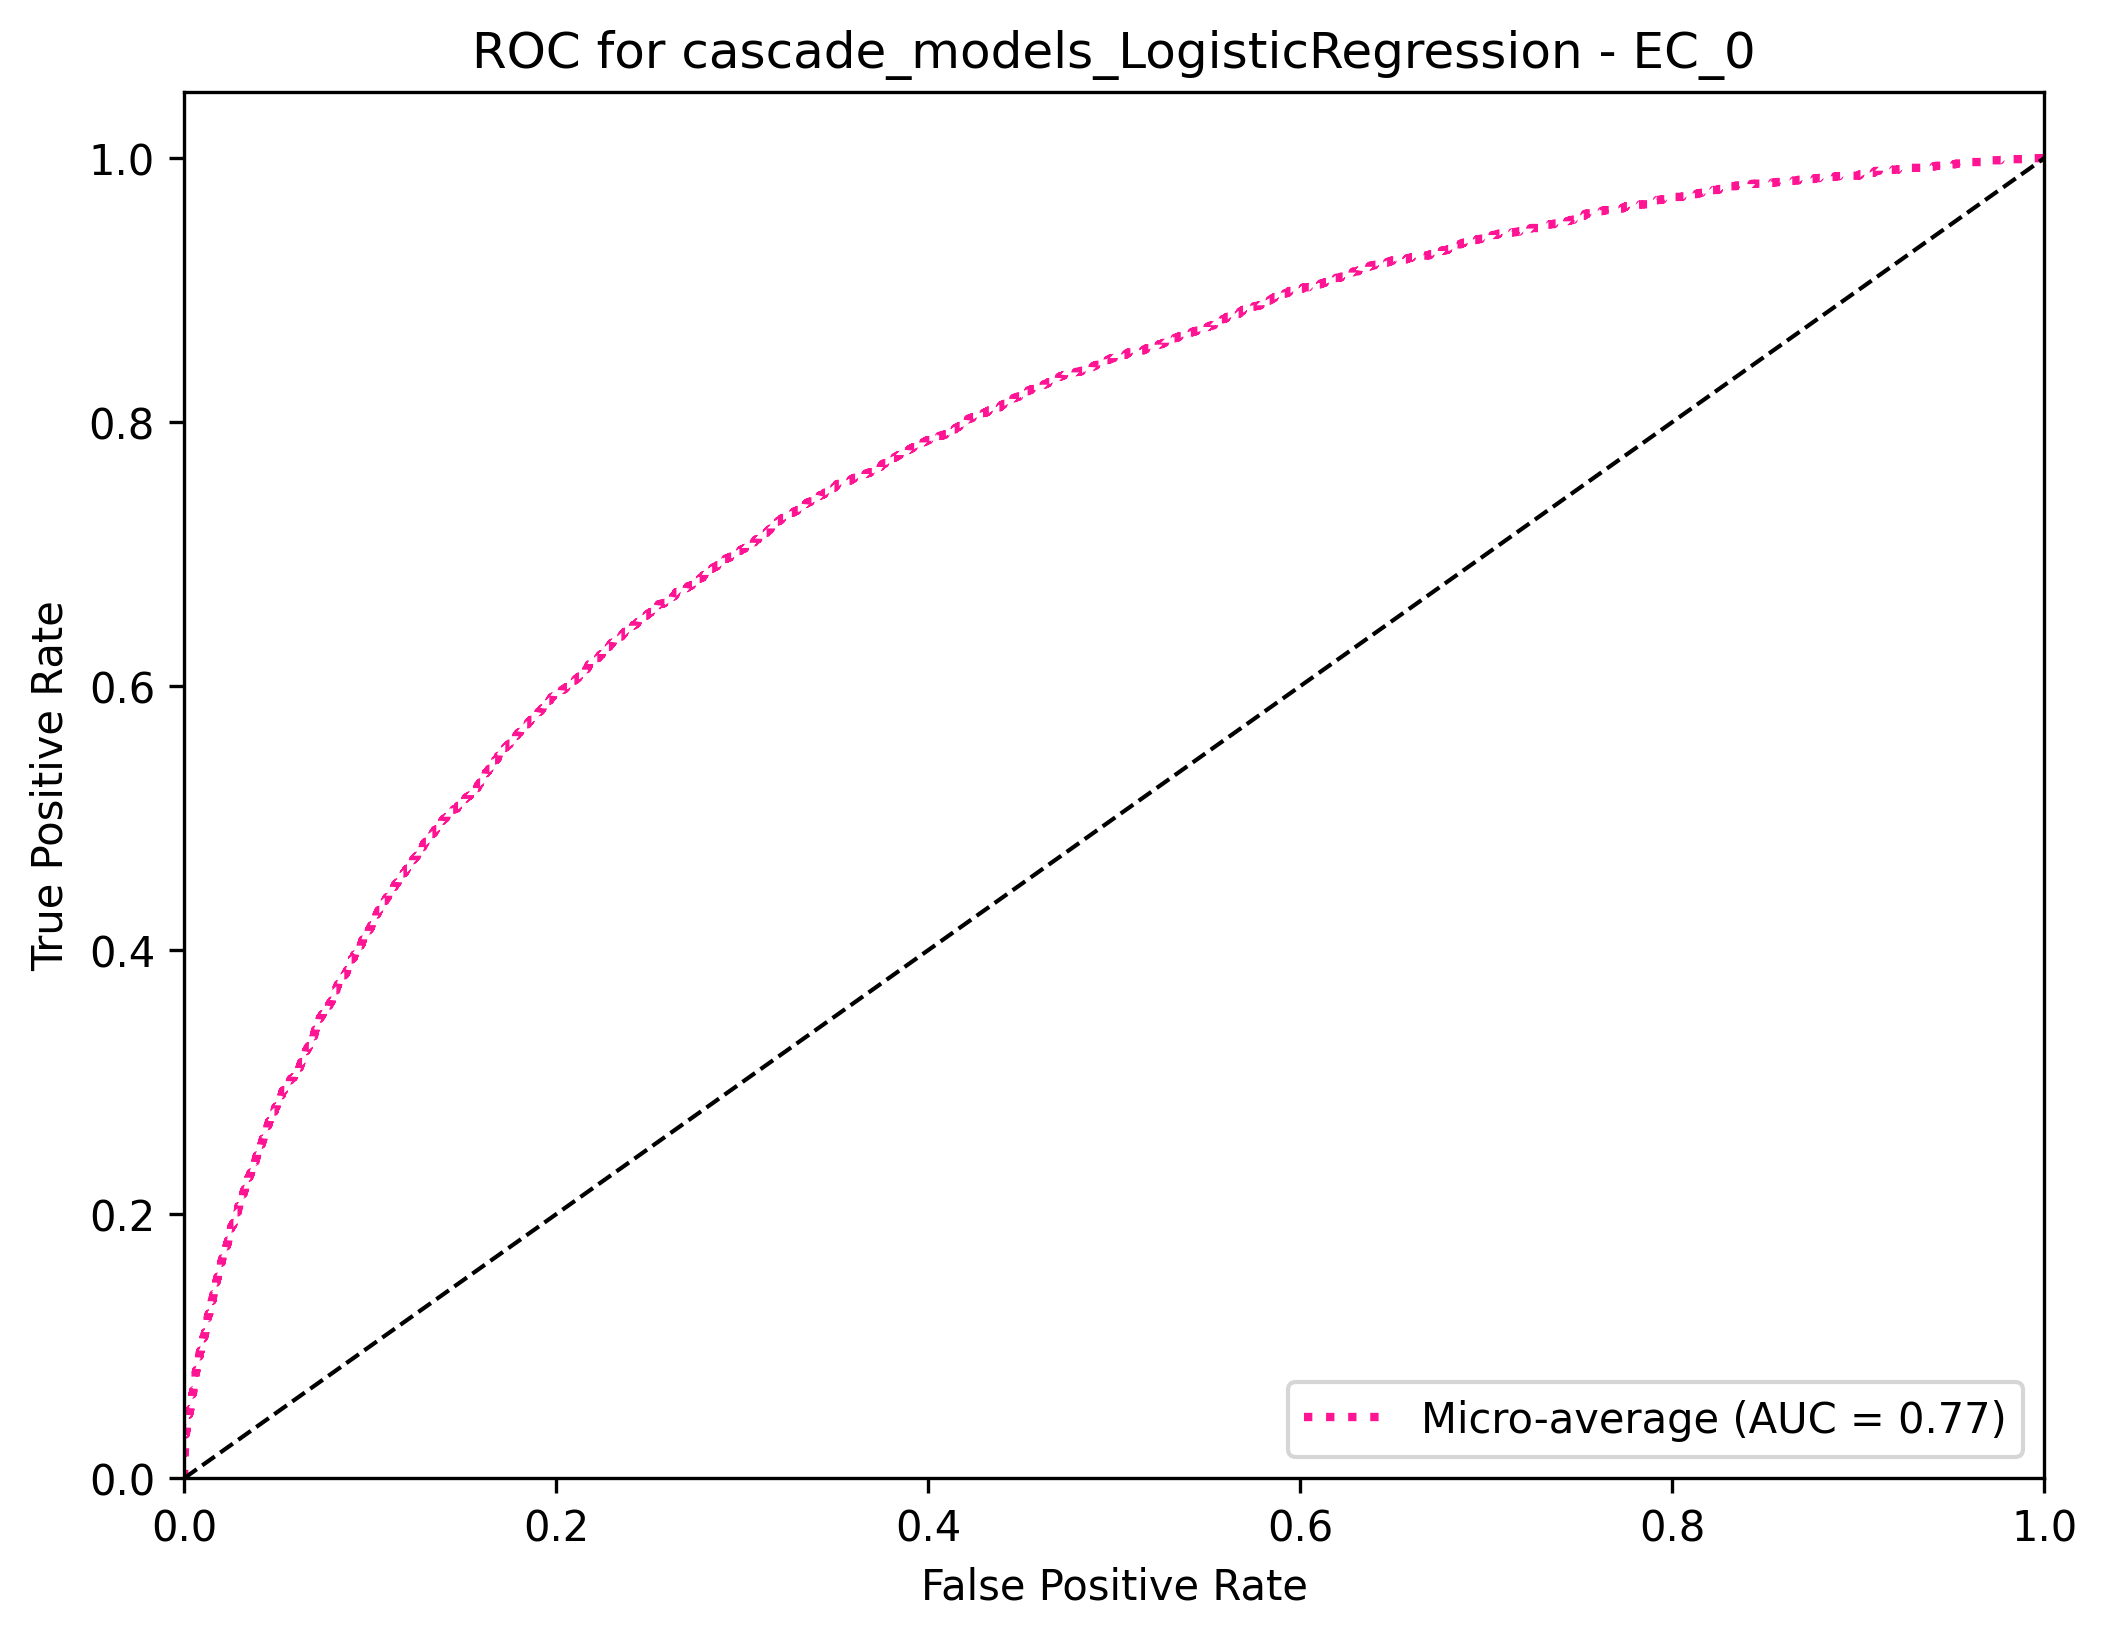 ROC for cascade_models_LogisticRegression - EC_0
True Positive Rate
1.0
0.8
0.6
0.4
0.2
0.0
Micro-average (AUC = 0.77)
0.0 0.2 0.4 0.6 0.8 1.0
False Positive Rate